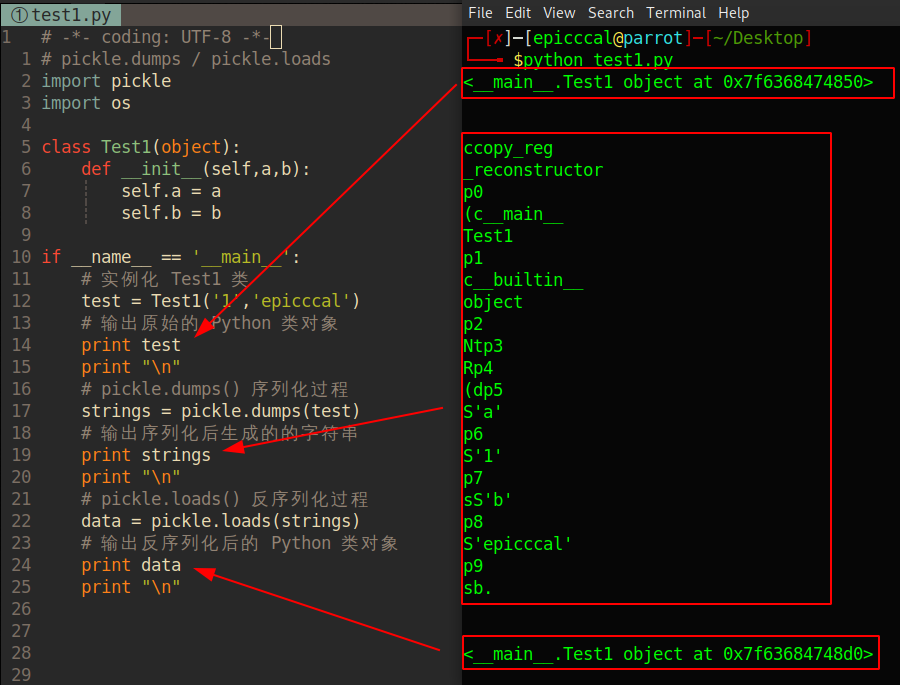 ①test1.py
1 # -*- coding: UTF-8 -*-
1 # pickle.dumps / pickle.loads
2 import pickle
3 import os
4
5 class Test1(object):
6 def __init__(self,a,b):
7 self.a = a
8 self.b = b
9
10 if __name__ == '__main__':
11 # 实例化 Test1 类
12 test = Test1('1','epicccal')
13 # 输出原始的 Python 类对象
14 print test
15 print "\n"
16 # pickle.dumps() 序列化过程
17 strings = pickle.dumps(test)
18 # 输出序列化后生成的的字符串
19 print strings
20 print "\n"
21 # pickle.loads() 反序列化过程
22 data = pickle.loads(strings)
23 # 输出反序列化后的 Python 类对象
24 print data
25 print "\n"
26
27
28
29
File Edit View Search Terminal Help
┌─[✗]─[epicccal@parrot]─[~/Desktop]
└──╼ $python test1.py
<__main__.Test1 object at 0x7f6368474850>
ccopy_reg
_reconstructor
p0
(c__main__
Test1
p1
c__builtin__
object
p2
Ntp3
Rp4
(dp5
S'a'
p6
S'1'
p7
sS'b'
p8
S'epicccal'
p9
sb.
<__main__.Test1 object at 0x7f63684748d0>